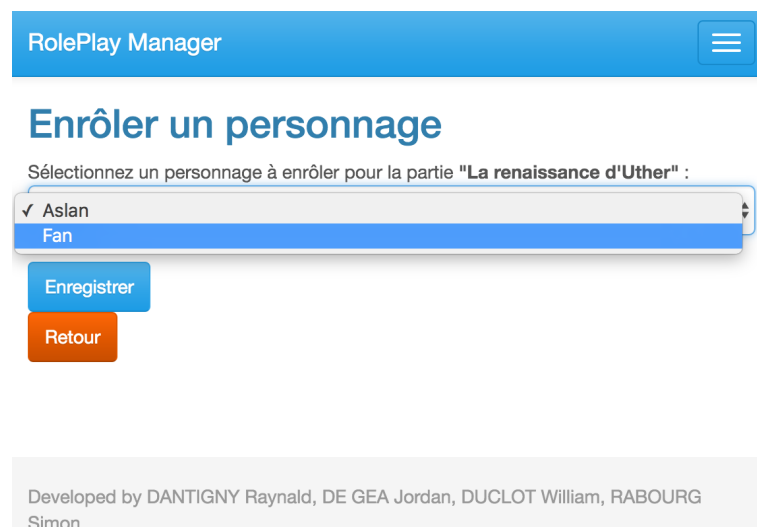 RolePlay Manager
Enrôler un personnage
Sélectionnez un personnage à enrôler pour la partie "La renaissance d'Uther" :
✓ Aslan
Fan
Enregistrer
Retour
Developed by DANTIGNY Raynald, DE GEA Jordan, DUCLOT William, RABOURG
Simon